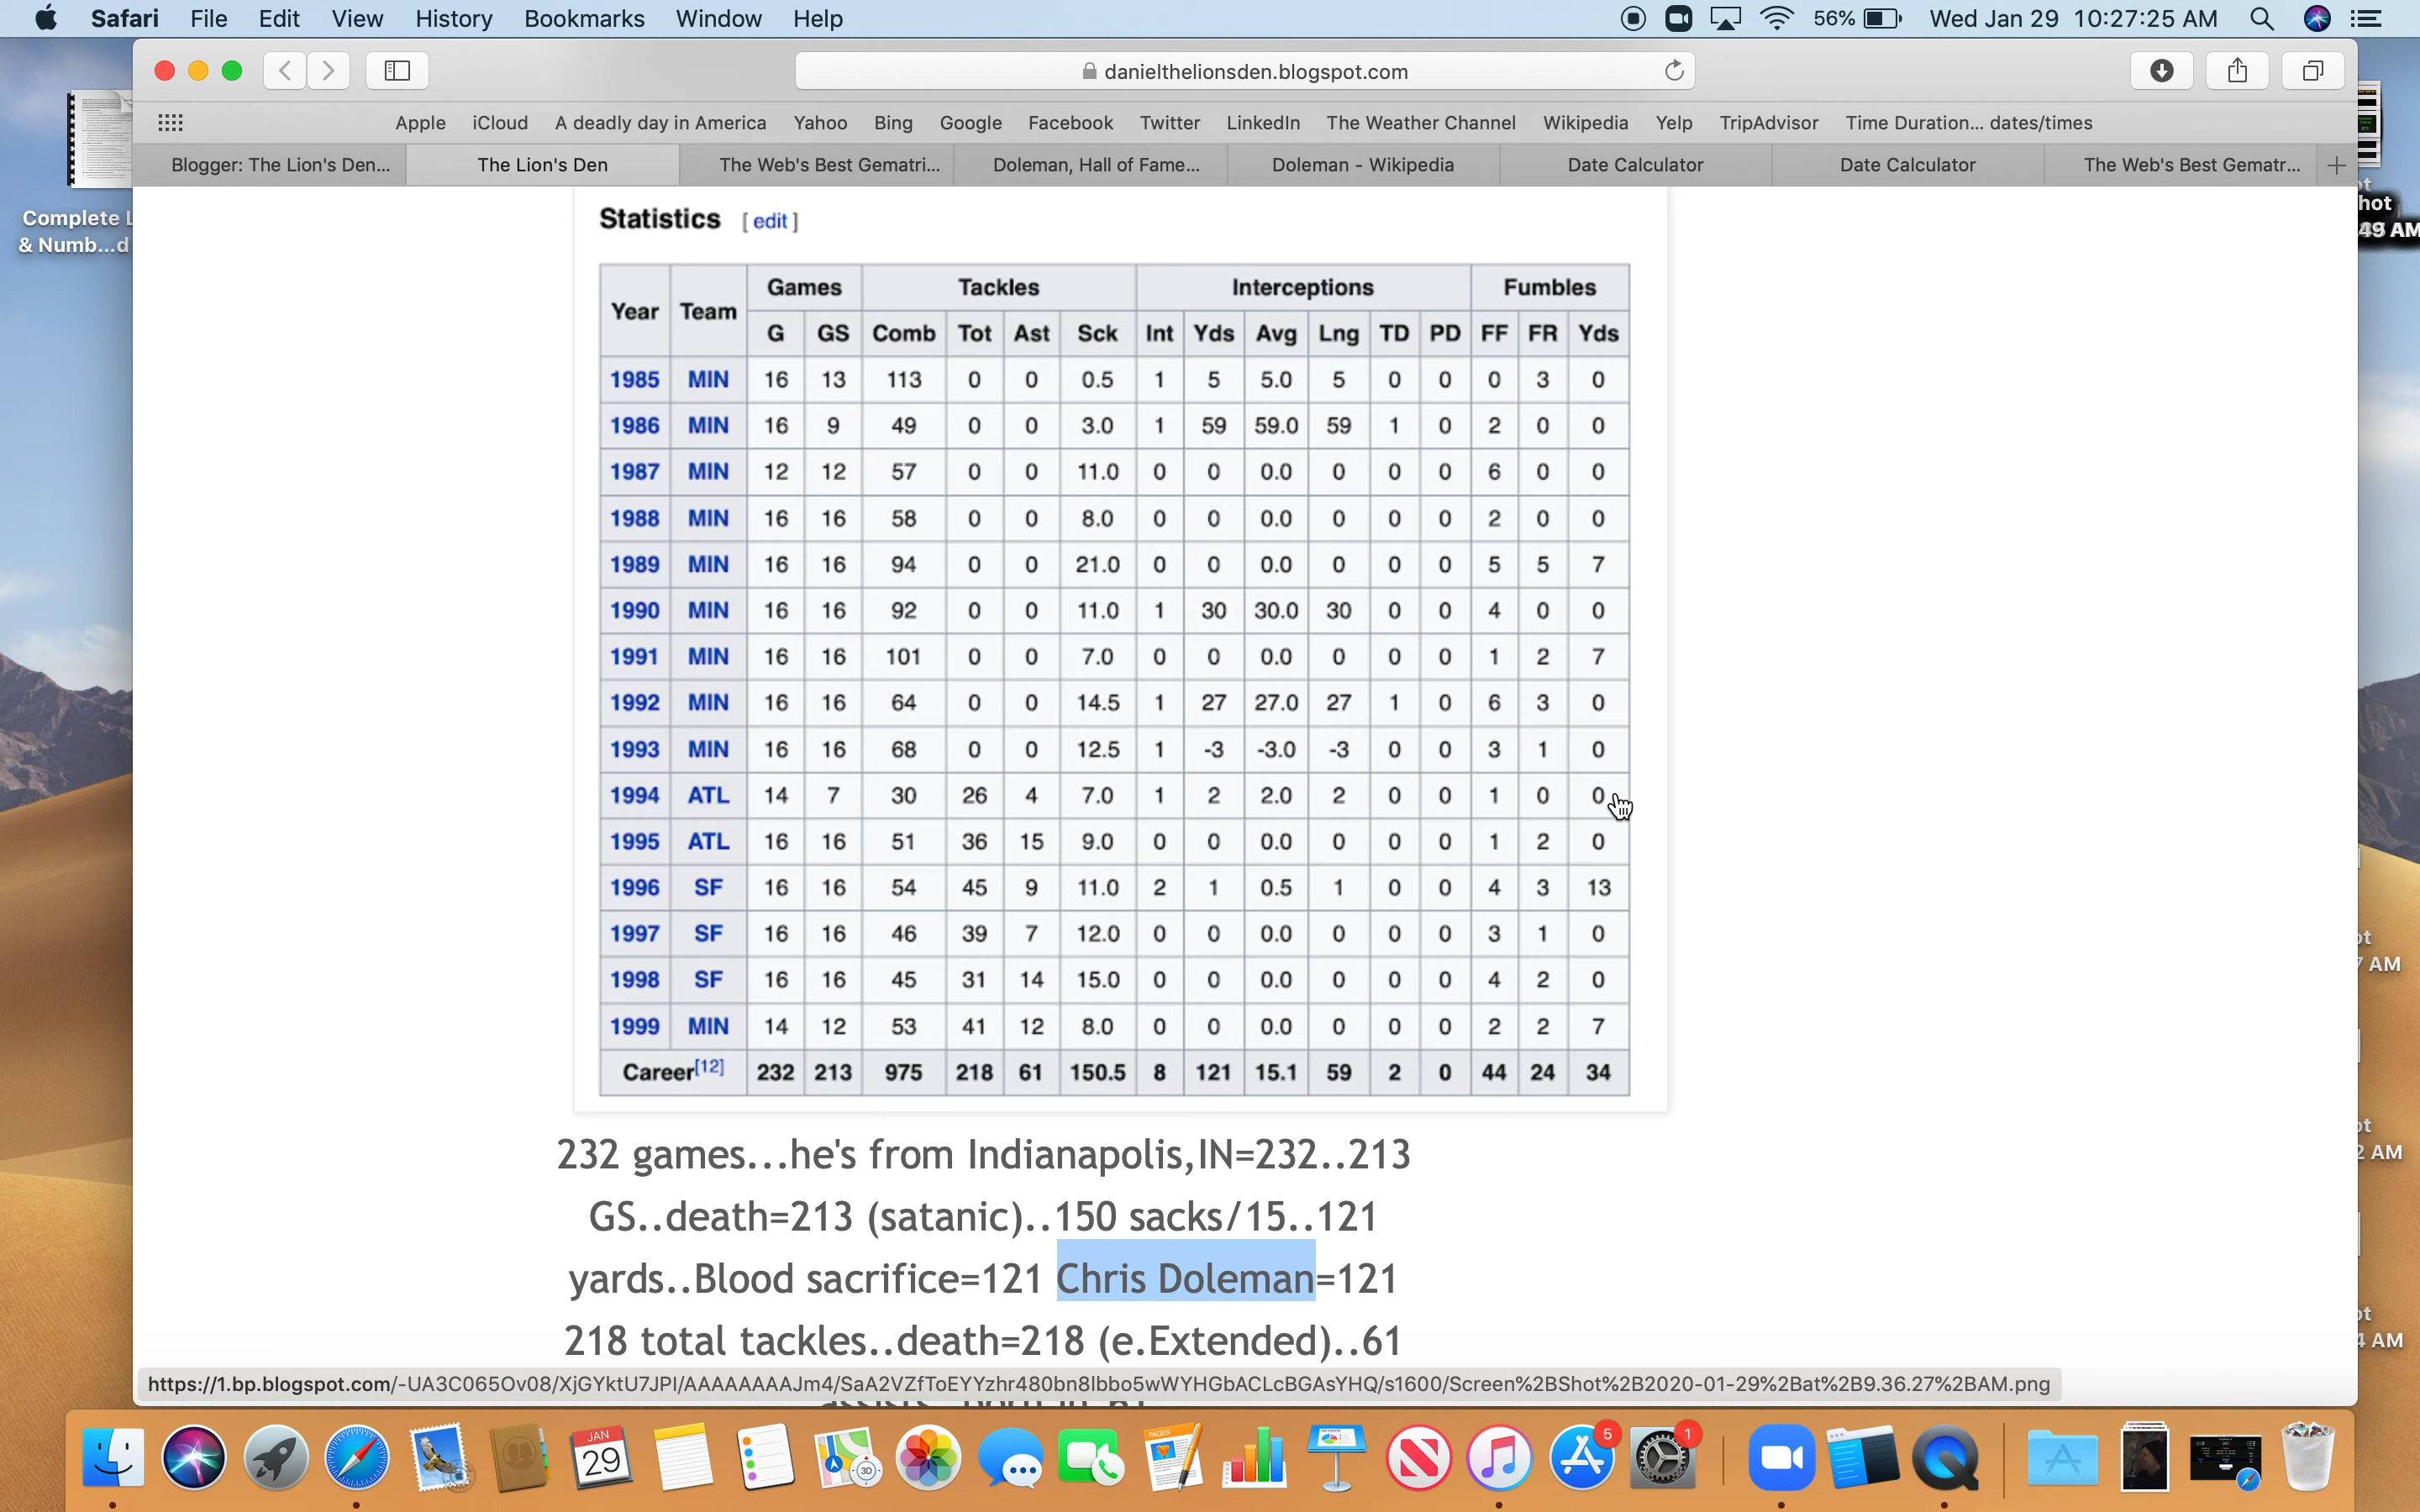 Safari File Edit View History Bookmarks Window Help 56% Wed Jan 29 10:27:25 AM
danielthelionsden.blogspot.com
Apple iCloud A deadly day in America Yahoo Bing Google Facebook Twitter LinkedIn The Weather Channel Wikipedia Yelp TripAdvisor Time Duration... dates/times
Blogger: The Lion's Den... The Lion's Den The Web's Best Gematri... Doleman, Hall of Fame... Doleman - Wikipedia Date Calculator Date Calculator The Web's Best Gematr...
Complete L
& Numb...d
hot
49 AM
Statistics [ edit ]
Year Team Games Tackles Interceptions Fumbles
G GS Comb Tot Ast Sck Int Yds Avg Lng TD PD FF FR Yds
1985 MIN 16 13 113 0 0 0.5 1 5 5.0 5 0 0 0 3 0
1986 MIN 16 9 49 0 0 3.0 1 59 59.0 59 1 0 2 0 0
1987 MIN 12 12 57 0 0 11.0 0 0 0.0 0 0 0 6 0 0
1988 MIN 16 16 58 0 0 8.0 0 0 0.0 0 0 0 2 0 0
1989 MIN 16 16 94 0 0 21.0 0 0 0.0 0 0 0 5 5 7
1990 MIN 16 16 92 0 0 11.0 1 30 30.0 30 0 0 4 0 0
1991 MIN 16 16 101 0 0 7.0 0 0 0.0 0 0 0 1 2 7
1992 MIN 16 16 64 0 0 14.5 1 27 27.0 27 1 0 6 3 0
1993 MIN 16 16 68 0 0 12.5 1 -3 -3.0 -3 0 0 3 1 0
1994 ATL 14 7 30 26 4 7.0 1 2 2.0 2 0 0 1 0 0
1995 ATL 16 16 51 36 15 9.0 0 0 0.0 0 0 0 1 2 0
1996 SF 16 16 54 45 9 11.0 2 1 0.5 1 0 0 4 3 13
1997 SF 16 16 46 39 7 12.0 0 0 0.0 0 0 0 3 1 0
1998 SF 16 16 45 31 14 15.0 0 0 0.0 0 0 0 4 2 0
1999 MIN 14 12 53 41 12 8.0 0 0 0.0 0 0 0 2 2 7
Career[12] 232 213 975 218 61 150.5 8 121 15.1 59 2 0 44 24 34
232 games...he's from Indianapolis,IN=232..213
GS..death=213 (satanic)..150 sacks/15..121
yards..Blood sacrifice=121 Chris Doleman=121
218 total tackles..death=218 (e.Extended)..61
7 AM
2 AM
4 AM
https://1.bp.blogspot.com/-UA3C065Ov08/XjGYktU7JPI/AAAAAAAAJm4/SaA2VZfToEYYzhr480bn8lbbo5wWYHGbACLcBGAsYHQ/s1600/Screen%2BShot%2B2020-01-29%2Bat%2B9.36.27%2BAM.png
JAN
29
3D
PAGES
5
1